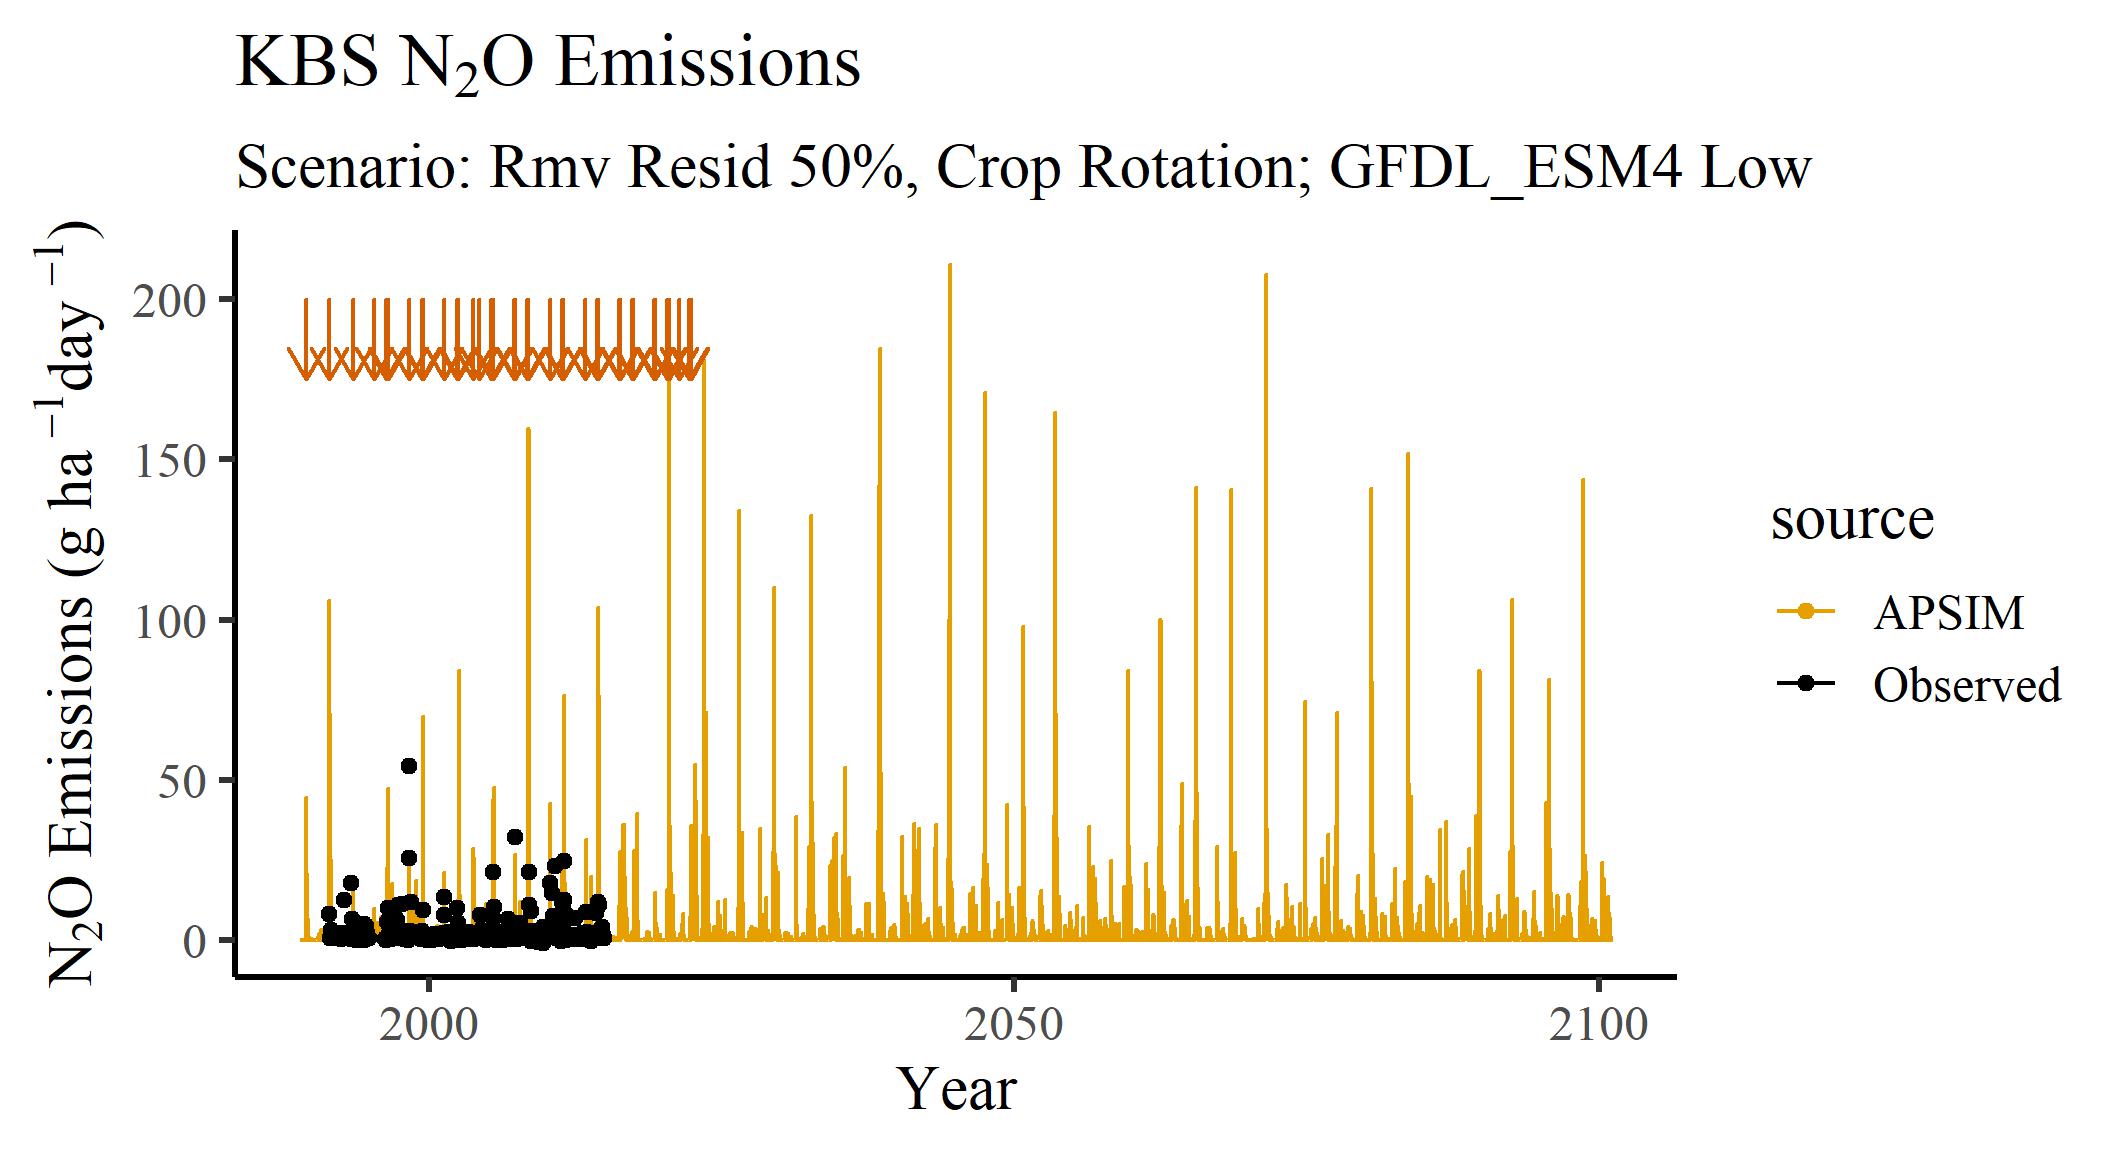 KBS N₂O Emissions
Scenario: Rmv Resid 50%, Crop Rotation; GFDL_ESM4 Low
N₂O Emissions (g ha ⁻¹day ⁻¹)
200
150
100
50
0
2000
2050
2100
Year
source
APSIM
Observed